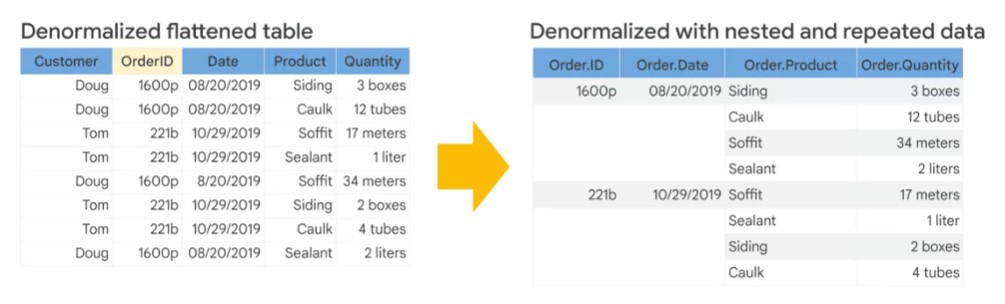 Denormalized flattened table
Customer OrderID Date Product Quantity
Doug 1600p 08/20/2019 Siding 3 boxes
Doug 1600p 08/20/2019 Caulk 12 tubes
Tom 221b 10/29/2019 Soffit 17 meters
Tom 221b 10/29/2019 Sealant 1 liter
Doug 1600p 8/20/2019 Soffit 34 meters
Tom 221b 10/29/2019 Siding 2 boxes
Tom 221b 10/29/2019 Caulk 4 tubes
Doug 1600p 08/20/2019 Sealant 2 liters
Denormalized with nested and repeated data
Order.ID Order.Date Order.Product Order.Quantity
1600p 08/20/2019 Siding 3 boxes
Caulk 12 tubes
Soffit 34 meters
Sealant 2 liters
221b 10/29/2019 Soffit 17 meters
Sealant 1 liter
Siding 2 boxes
Caulk 4 tubes